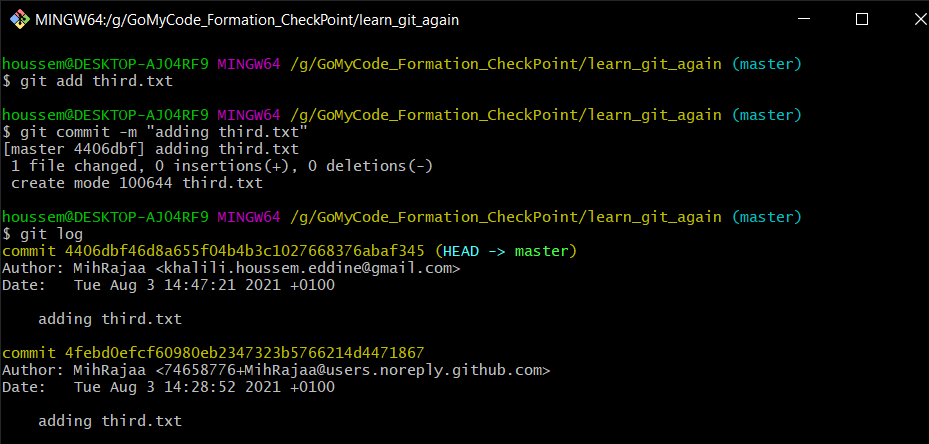 MINGW64:/g/GoMyCode_Formation_CheckPoint/learn_git_again
houssem@DESKTOP-AJO4RF9 MINGW64 /g/GoMyCode_Formation_CheckPoint/learn_git_again (master)
$ git add third.txt
houssem@DESKTOP-AJO4RF9 MINGW64 /g/GoMyCode_Formation_CheckPoint/learn_git_again (master)
$ git commit -m "adding third.txt"
[master 4406dbf] adding third.txt
 1 file changed, 0 insertions(+), 0 deletions(-)
 create mode 100644 third.txt
houssem@DESKTOP-AJO4RF9 MINGW64 /g/GoMyCode_Formation_CheckPoint/learn_git_again (master)
$ git log
commit 4406dbf46d8a655f04b4b3c1027668376abaf345 (HEAD -> master)
Author: MihRajaa <khalili.houssem.eddine@gmail.com>
Date:   Tue Aug 3 14:47:21 2021 +0100
    adding third.txt
commit 4febd0efcf60980eb2347323b5766214d4471867
Author: MihRajaa <74658776+MihRajaa@users.noreply.github.com>
Date:   Tue Aug 3 14:28:52 2021 +0100
    adding third.txt